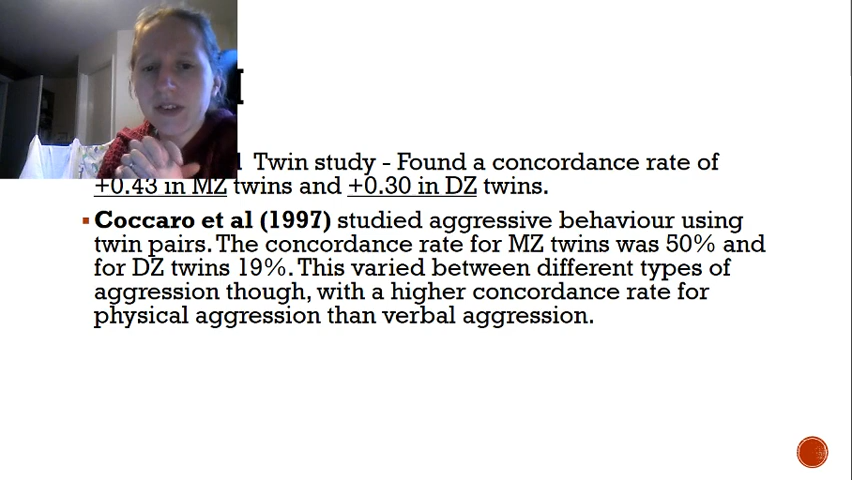 Twin study - Found a concordance rate of
+0.43 in MZ twins and +0.30 in DZ twins.
Coccaro et al (1997) studied aggressive behaviour using
twin pairs. The concordance rate for MZ twins was 50% and
for DZ twins 19%. This varied between different types of
aggression though, with a higher concordance rate for
physical aggression than verbal aggression.